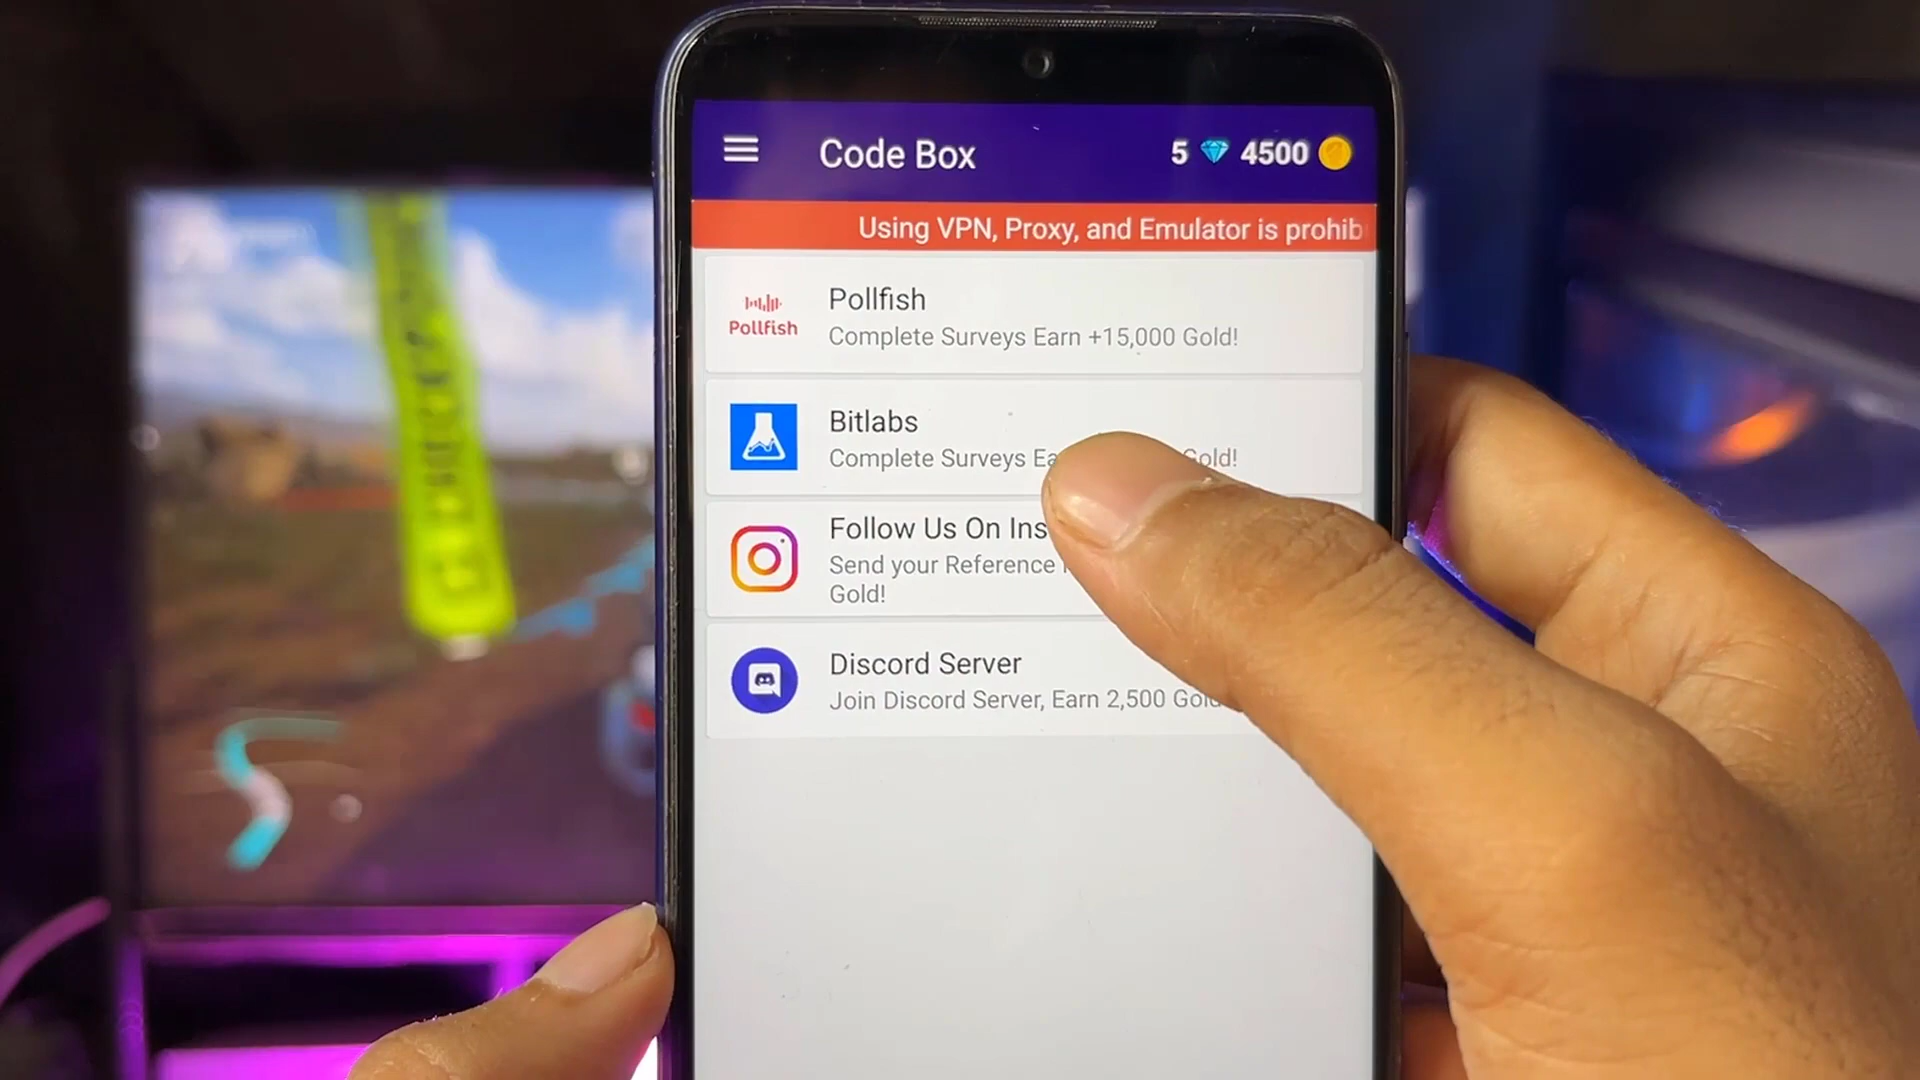 Code Box
5 4500
Using VPN, Proxy, and Emulator is prohib
Pollfish
Pollfish
Complete Surveys Earn +15,000 Gold!
Bitlabs
Complete Surveys Gold!
Follow Us On
Send your Reference
Gold!
Discord Server
Join Discord Server, Earn 2,500 Gold